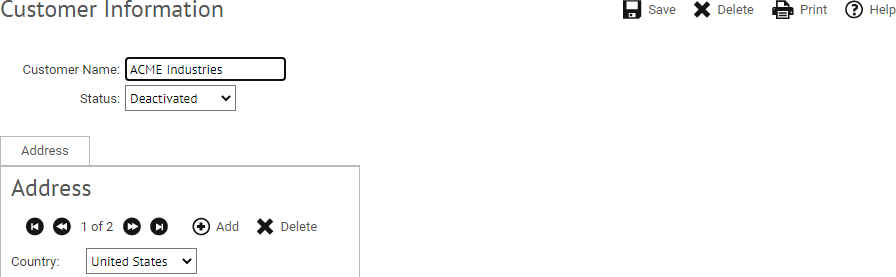 Customer Information
Save Delete Print Help
Customer Name: ACME Industries
Status: Deactivated
Address
Address
1 of 2 Add Delete
Country: United States